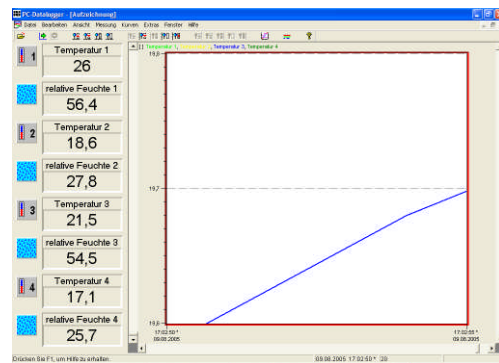 PC-Datalogger - [Aufzeichnung]
Datei Bearbeiten Ansicht Messung Kurven Extras Fenster Hilfe
1
Temperatur 1
26
relative Feuchte 1
56,4
2
Temperatur 2
18,6
relative Feuchte 2
27,8
3
Temperatur 3
21,5
relative Feuchte 3
54,5
4
Temperatur 4
17,1
relative Feuchte 4
25,7
Temperatur 1, , Temperatur 3, Temperatur 4
19,8
19,7
19,6
17:02:50 *
09.08.2005
17:02:55 *
09.08.2005
Drücken Sie F1, um Hilfe zu erhalten.
09.08.2005 17:02:50 * 20